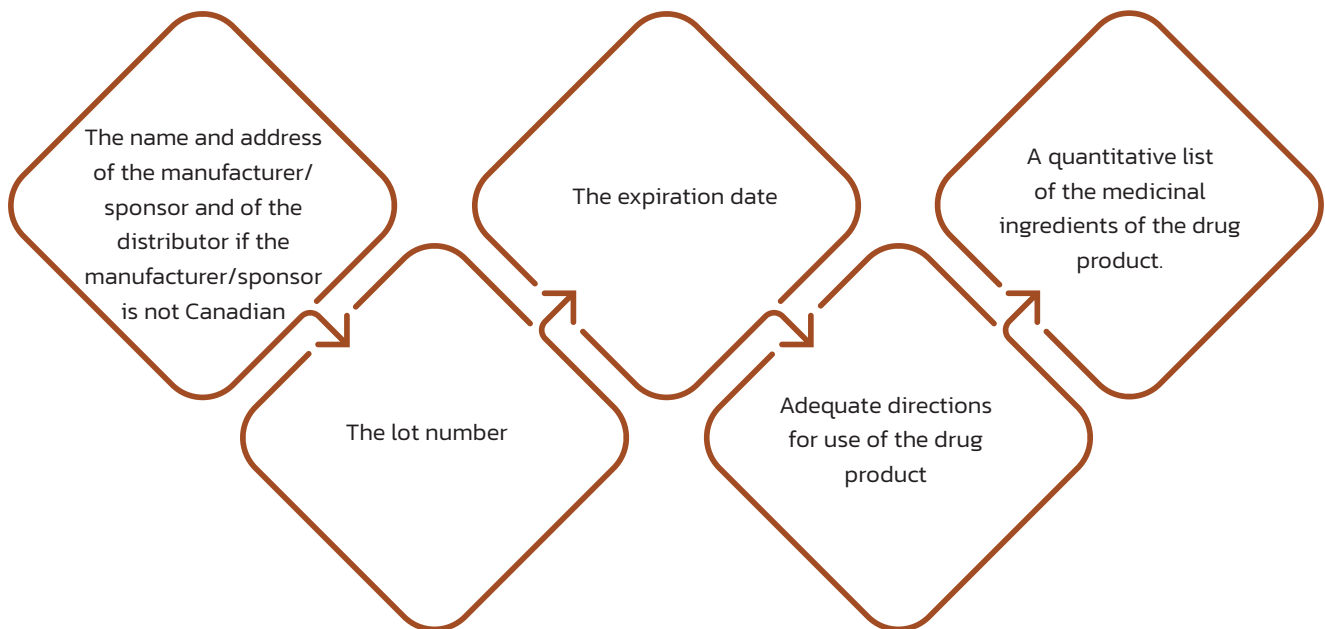 The name and address
of the manufacturer/
sponsor and of the
distributor if the
manufacturer/sponsor
is not Canadian
The lot number
The expiration date
Adequate directions
for use of the drug
product
A quantitative list
of the medicinal
ingredients of the drug
product.